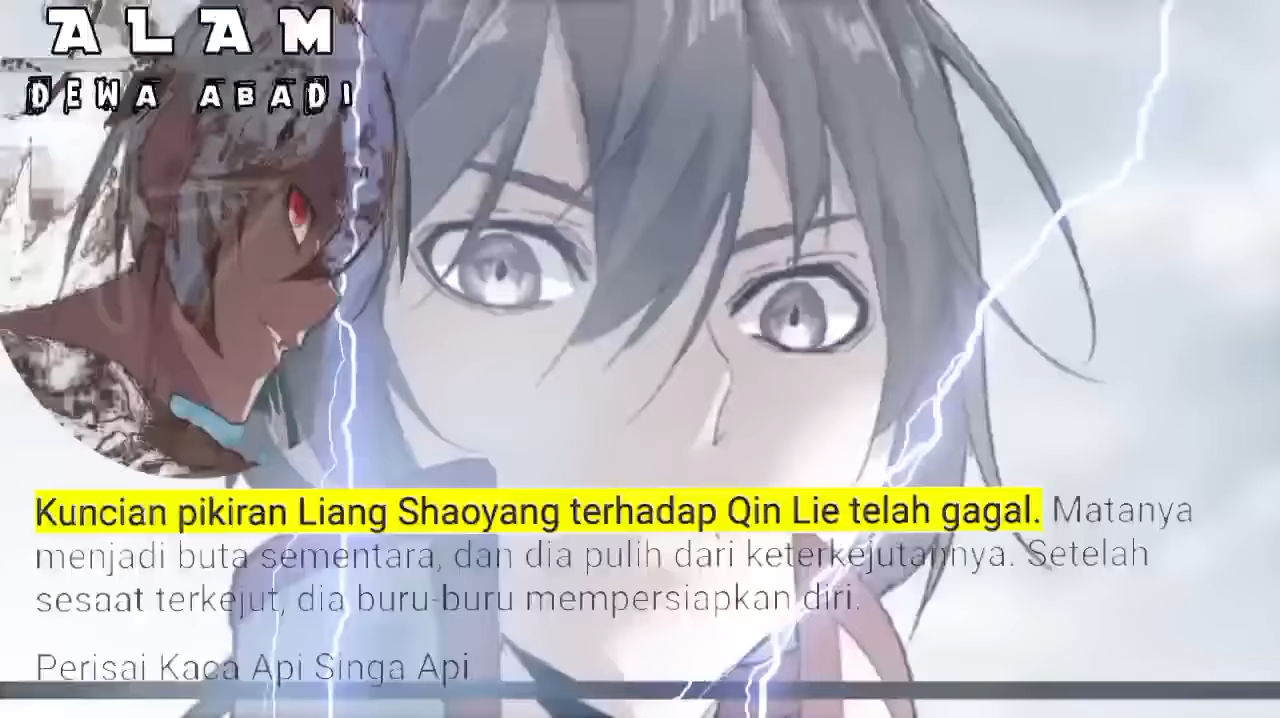 ALAM
DEWA ABADI
Kuncian pikiran Liang Shaoyang terhadap Qin Lie telah gagal. Matanya
menjadi buta sementara, dan dia pulih dari keterkejutannya. Setelah
sesaat terkejut, dia buru-buru mempersiapkan diri.
Perisai Kaca Api Singa Api